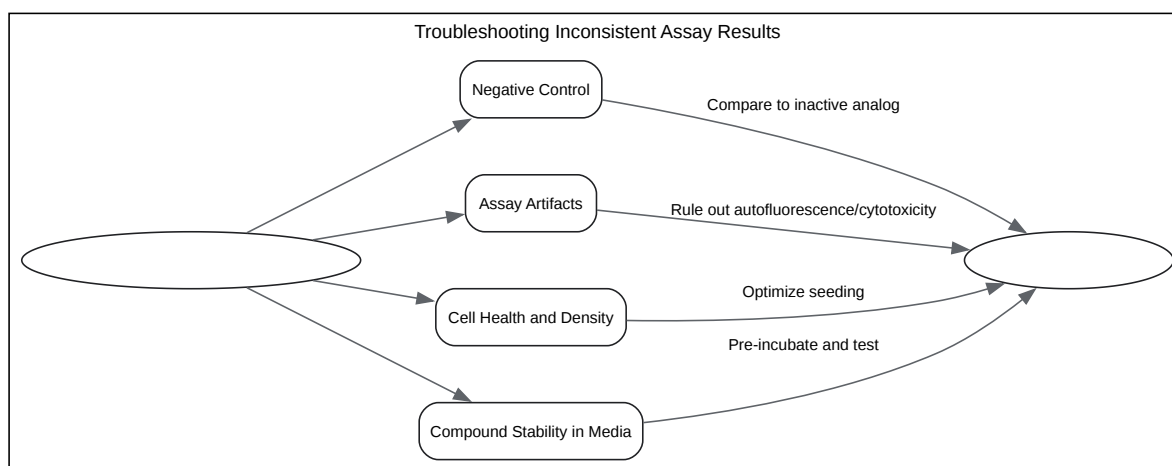 Troubleshooting Inconsistent Assay Results
Negative Control
Compare to inactive analog
Assay Artifacts
Rule out autofluorescence/cytotoxicity
Cell Health and Density
Optimize seeding
Pre-incubate and test
Compound Stability in Media